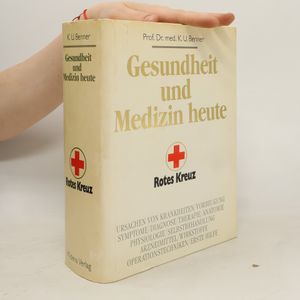 K. U. Benner
Gesundheit
und
Medizin heute
Rotes Kreuz
Prof. Dr. med. K. U. Benner
Gesundheit
und
Medizin heute
Rotes Kreuz
URSACHEN VON KRANKHEITEN/VORBEUGUNG
SYMPTOME/DIAGNOSE/THERAPIE/ANATOMIE
PHYSIOLOGIE/SELBSTBEHANDLUNG
ARZNEIMITTEL/WIRKSTOFFE
OPERATIONSTECHNIKEN/ERSTE HILFE